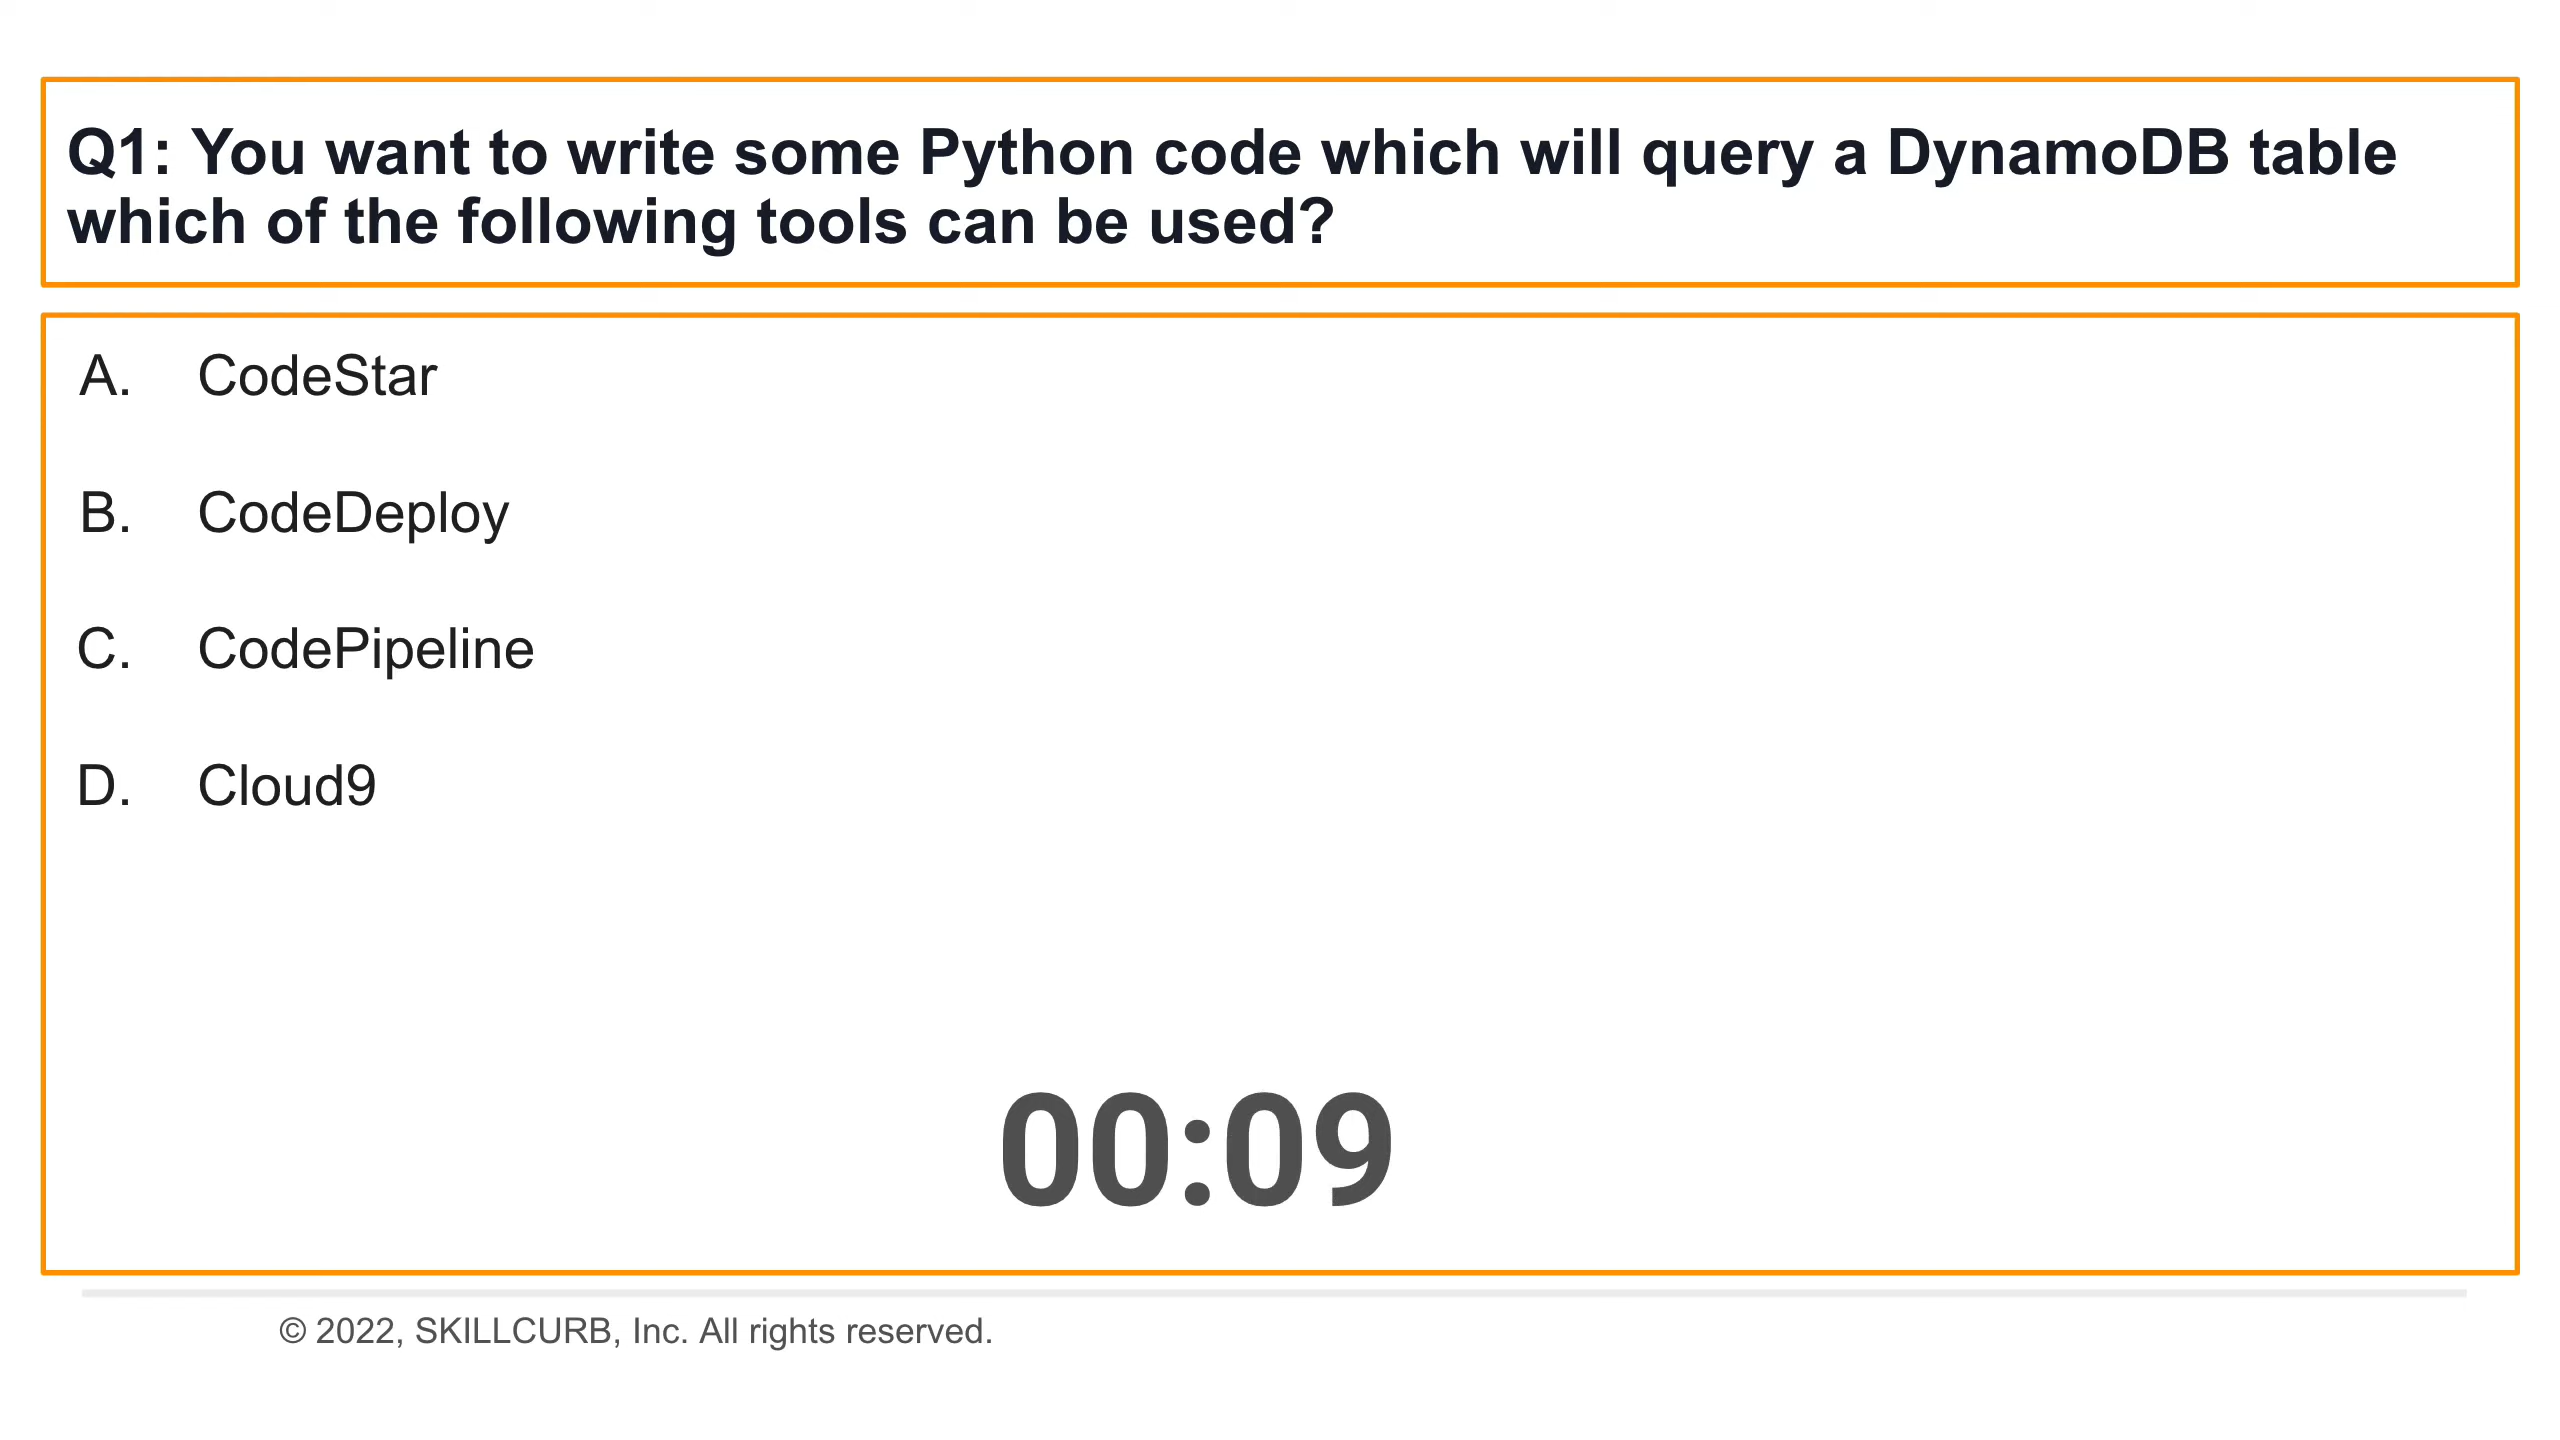 Q1: You want to write some Python code which will query a DynamoDB table
which of the following tools can be used?
A. CodeStar
B. CodeDeploy
C. CodePipeline
D. Cloud9
00:09
© 2022, SKILLCURB, Inc. All rights reserved.